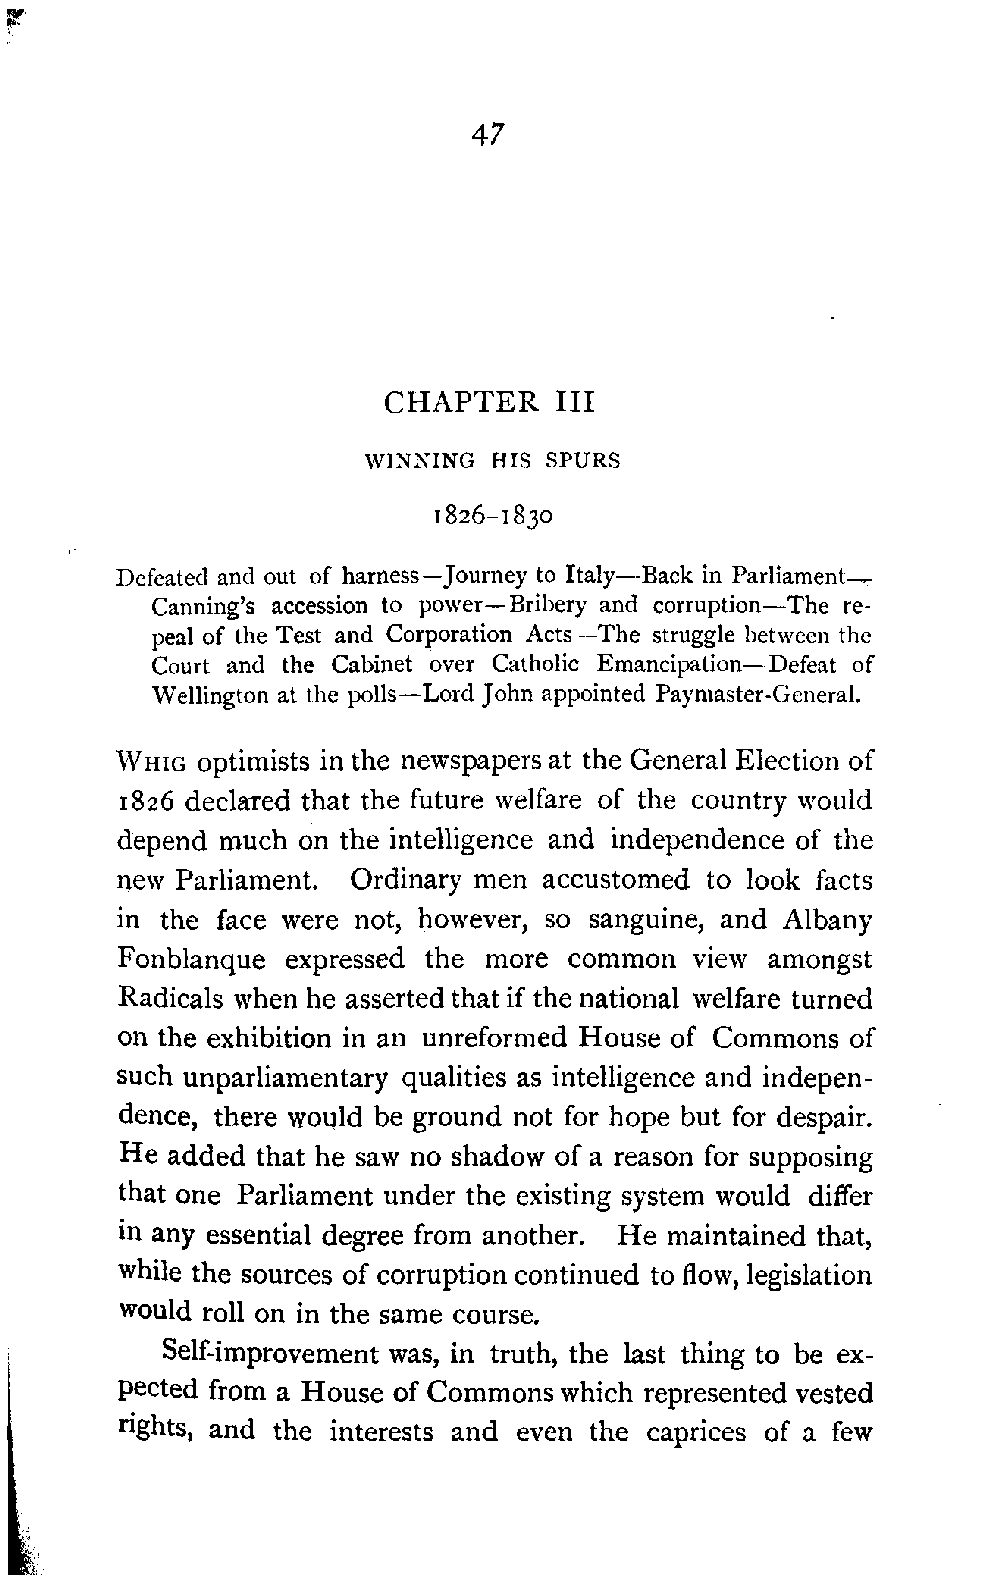 47
CHAPTER III
WINNING HIS SPURS
1826–1830
Defeated and out of harness—Journey to Italy—Back in Parliament—
Canning's accession to power—Bribery and corruption—The re-
peal of the Test and Corporation Acts—The struggle between the
Court and the Cabinet over Catholic Emancipation—Defeat of
Wellington at the polls—Lord John appointed Paymaster-General.
WHIG optimists in the newspapers at the General Election of
1826 declared that the future welfare of the country would
depend much on the intelligence and independence of the
new Parliament. Ordinary men accustomed to look facts
in the face were not, however, so sanguine, and Albany
Fonblanque expressed the more common view amongst
Radicals when he asserted that if the national welfare turned
on the exhibition in an unreformed House of Commons of
such unparliamentary qualities as intelligence and indepen-
dence, there would be ground not for hope but for despair.
He added that he saw no shadow of a reason for supposing
that one Parliament under the existing system would differ
in any essential degree from another. He maintained that,
while the sources of corruption continued to flow, legislation
would roll on in the same course.
Self-improvement was, in truth, the last thing to be ex-
pected from a House of Commons which represented vested
rights, and the interests and even the caprices of a few